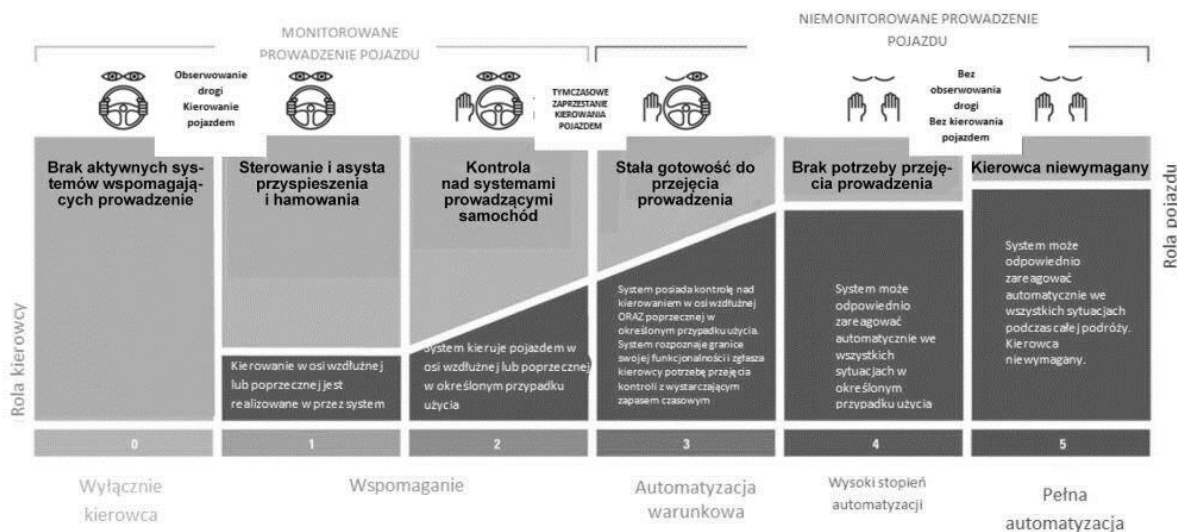 MONITOROWANE
PROWADZENIE POJAZDU
NIEMONITOROWANE PROWADZENIE
POJAZDU
Obserwowanie
drogi
Kierowanie
pojazdem
TYMCZASOWE
ZAPRZESTANIE
KIEROWANIA
POJAZDEM
Bez
obserwowania
drogi
Bez kierowania
pojazdem
Brak aktywnych sys-
temów wspomagają-
cych prowadzenie
Sterowanie i asysta
przyspieszenia
i hamowania
Kontrola
nad systemami
prowadzącymi
samochód
Stała gotowość do
przejęcia
prowadzenia
Brak potrzeby przeję-
cia prowadzenia
Kierowca niewymagany
Rola kierowcy
Rola pojazdu
Kierowanie w osi wzdłużnej
lub poprzecznej jest
realizowane w przez system
System kieruje pojazdem w
osi wzdłużnej lub poprzecznej
w określonym przypadku
użycia
System posiada kontrolę nad
kierowaniem w osi wzdłużnej
ORAZ poprzecznej w
określonym przypadku użycia.
System rozpoznaje granice
swojej funkcjonalności i zgłasza
kierowcy potrzebę przejęcia
kontroli z wystarczającym
zapasem czasowym
System może
odpowiednio
zareagować
automatycznie we
wszystkich
sytuacjach w
określonym
przypadku użycia
System może
odpowiednio
zareagować
automatycznie we
wszystkich sytuacjach
podczas całej podróży.
Kierowca
niewymagany.
0
1
2
3
4
5
Wyłącznie
kierowca
Wspomaganie
Automatyzacja
warunkowa
Wysoki stopień
automatyzacji
Pełna
automatyzacja